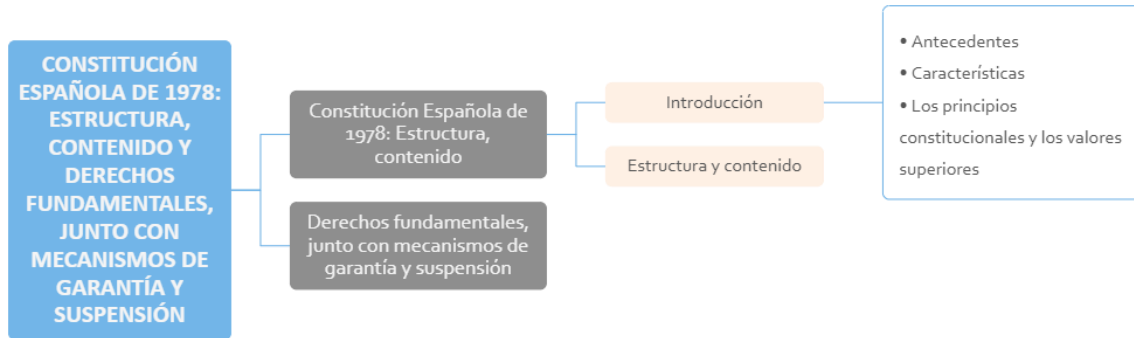 CONSTITUCIÓN
ESPAÑOLA DE 1978:
ESTRUCTURA,
CONTENIDO Y
DERECHOS
FUNDAMENTALES,
JUNTO CON
MECANISMOS DE
GARANTÍA Y
SUSPENSIÓN
Constitución Española de
1978: Estructura,
contenido
Derechos fundamentales,
junto con mecanismos de
garantía y suspensión
Introducción
Estructura y contenido
• Antecedentes
• Características
• Los principios
constitucionales y los valores
superiores